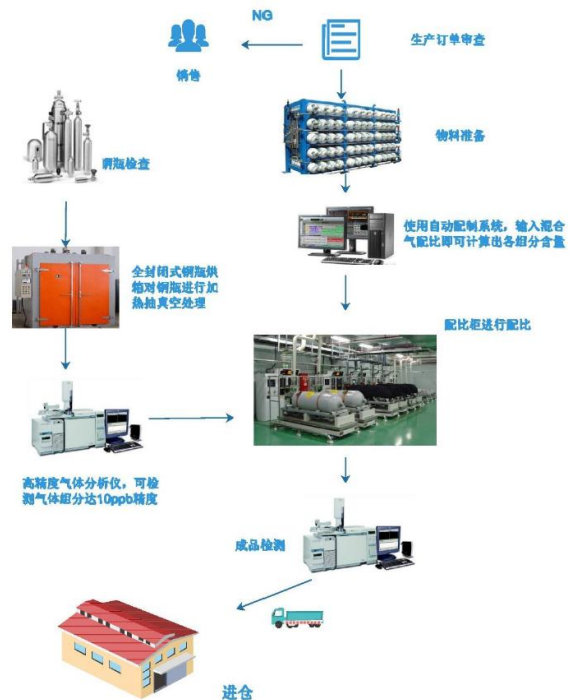 NG
生产订单审查
销售
物料准备
钢瓶检查
使用自动配制系统，输入混合
气配比即可计算出各组分含量
全封闭式钢瓶烘
箱对钢瓶进行加
热抽真空处理
配比柜进行配比
高精度气体分析仪，可检
测气体组分达10ppb精度
成品检测
进仓